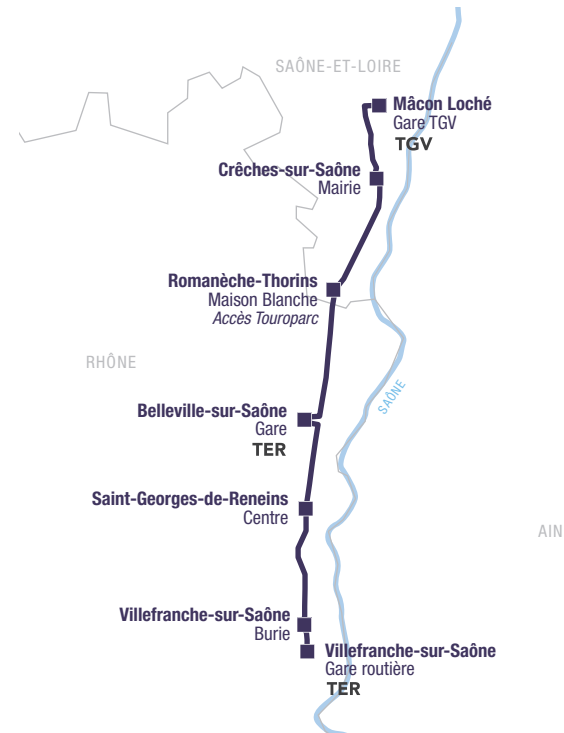 SAÔNE-ET-LOIRE
Mâcon Loché
Gare TGV
TGV
Crêches-sur-Saône
Mairie
Romanèche-Thorins
Maison Blanche
Accès Touroparc
RHÔNE
SAÔNE
Belleville-sur-Saône
Gare
TER
Saint-Georges-de-Reneins
Centre
AIN
Villefranche-sur-Saône
Burie
Villefranche-sur-Saône
Gare routière
TER